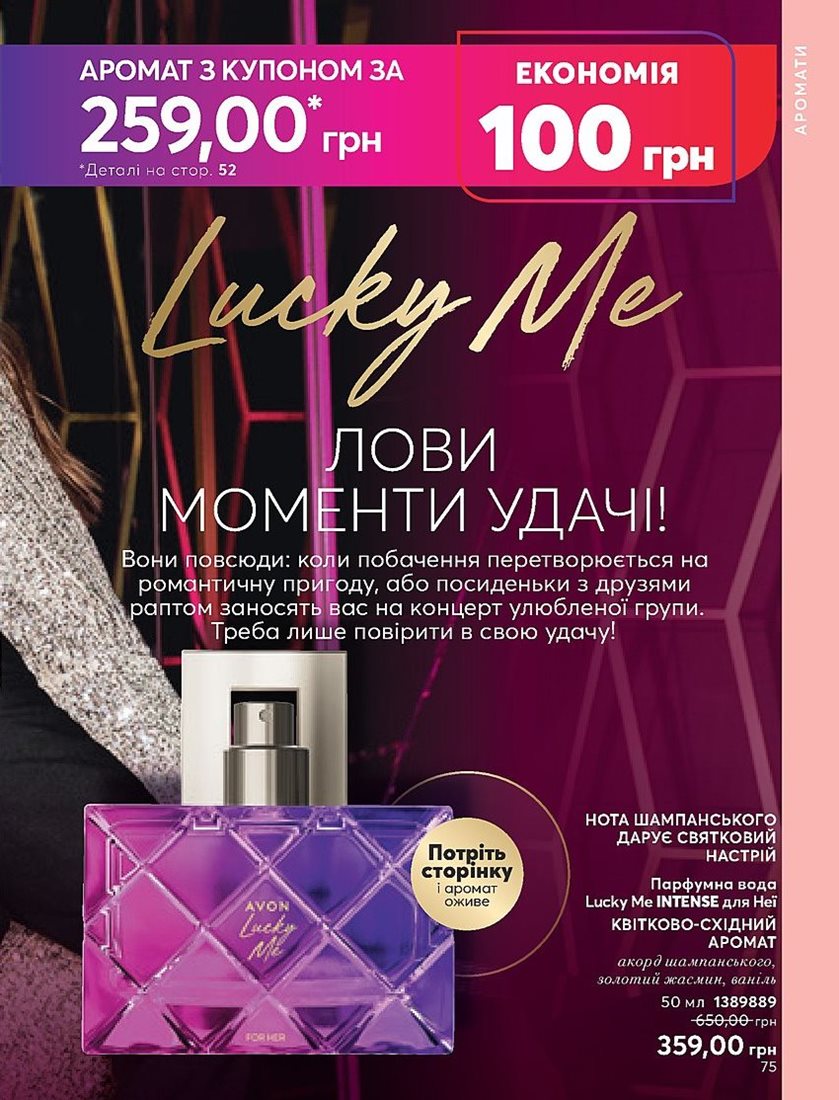 АРОМАТ З КУПОНОМ ЗА
259,00* грн
*Деталі на стор. 52
ЕКОНОМІЯ
100 грн
АРОМАТИ
Lucky Me
ЛОВИ
МОМЕНТИ УДАЧІ!
Вони повсюди: коли побачення перетворюється на
романтичну пригоду, або посиденьки з друзями
раптом заносять вас на концерт улюбленої групи.
Треба лише повірити в свою удачу!
Потріть
сторінку
і аромат
оживе
AVON
Lucky
Me
FOR HER
НОТА ШАМПАНСЬКОГО
ДАРУЄ СВЯТКОВИЙ
НАСТРІЙ
Парфумна вода
Lucky Me INTENSE для Неї
КВІТКОВО-СХІДНИЙ
АРОМАТ
акорд шампанського,
золотий жасмин, ваніль
50 мл 1389889
650,00 грн
359,00 грн
75